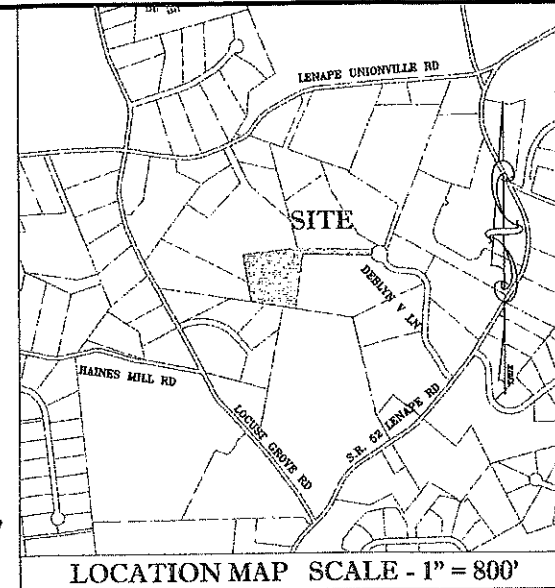 LENAPE UNIONVILLE RD
SITE
DEBLYN V LN
HAINES MILL RD
LOCUST GROVE RD
S.R. 52 LENAPE RD
LOCATION MAP SCALE - 1" = 800'